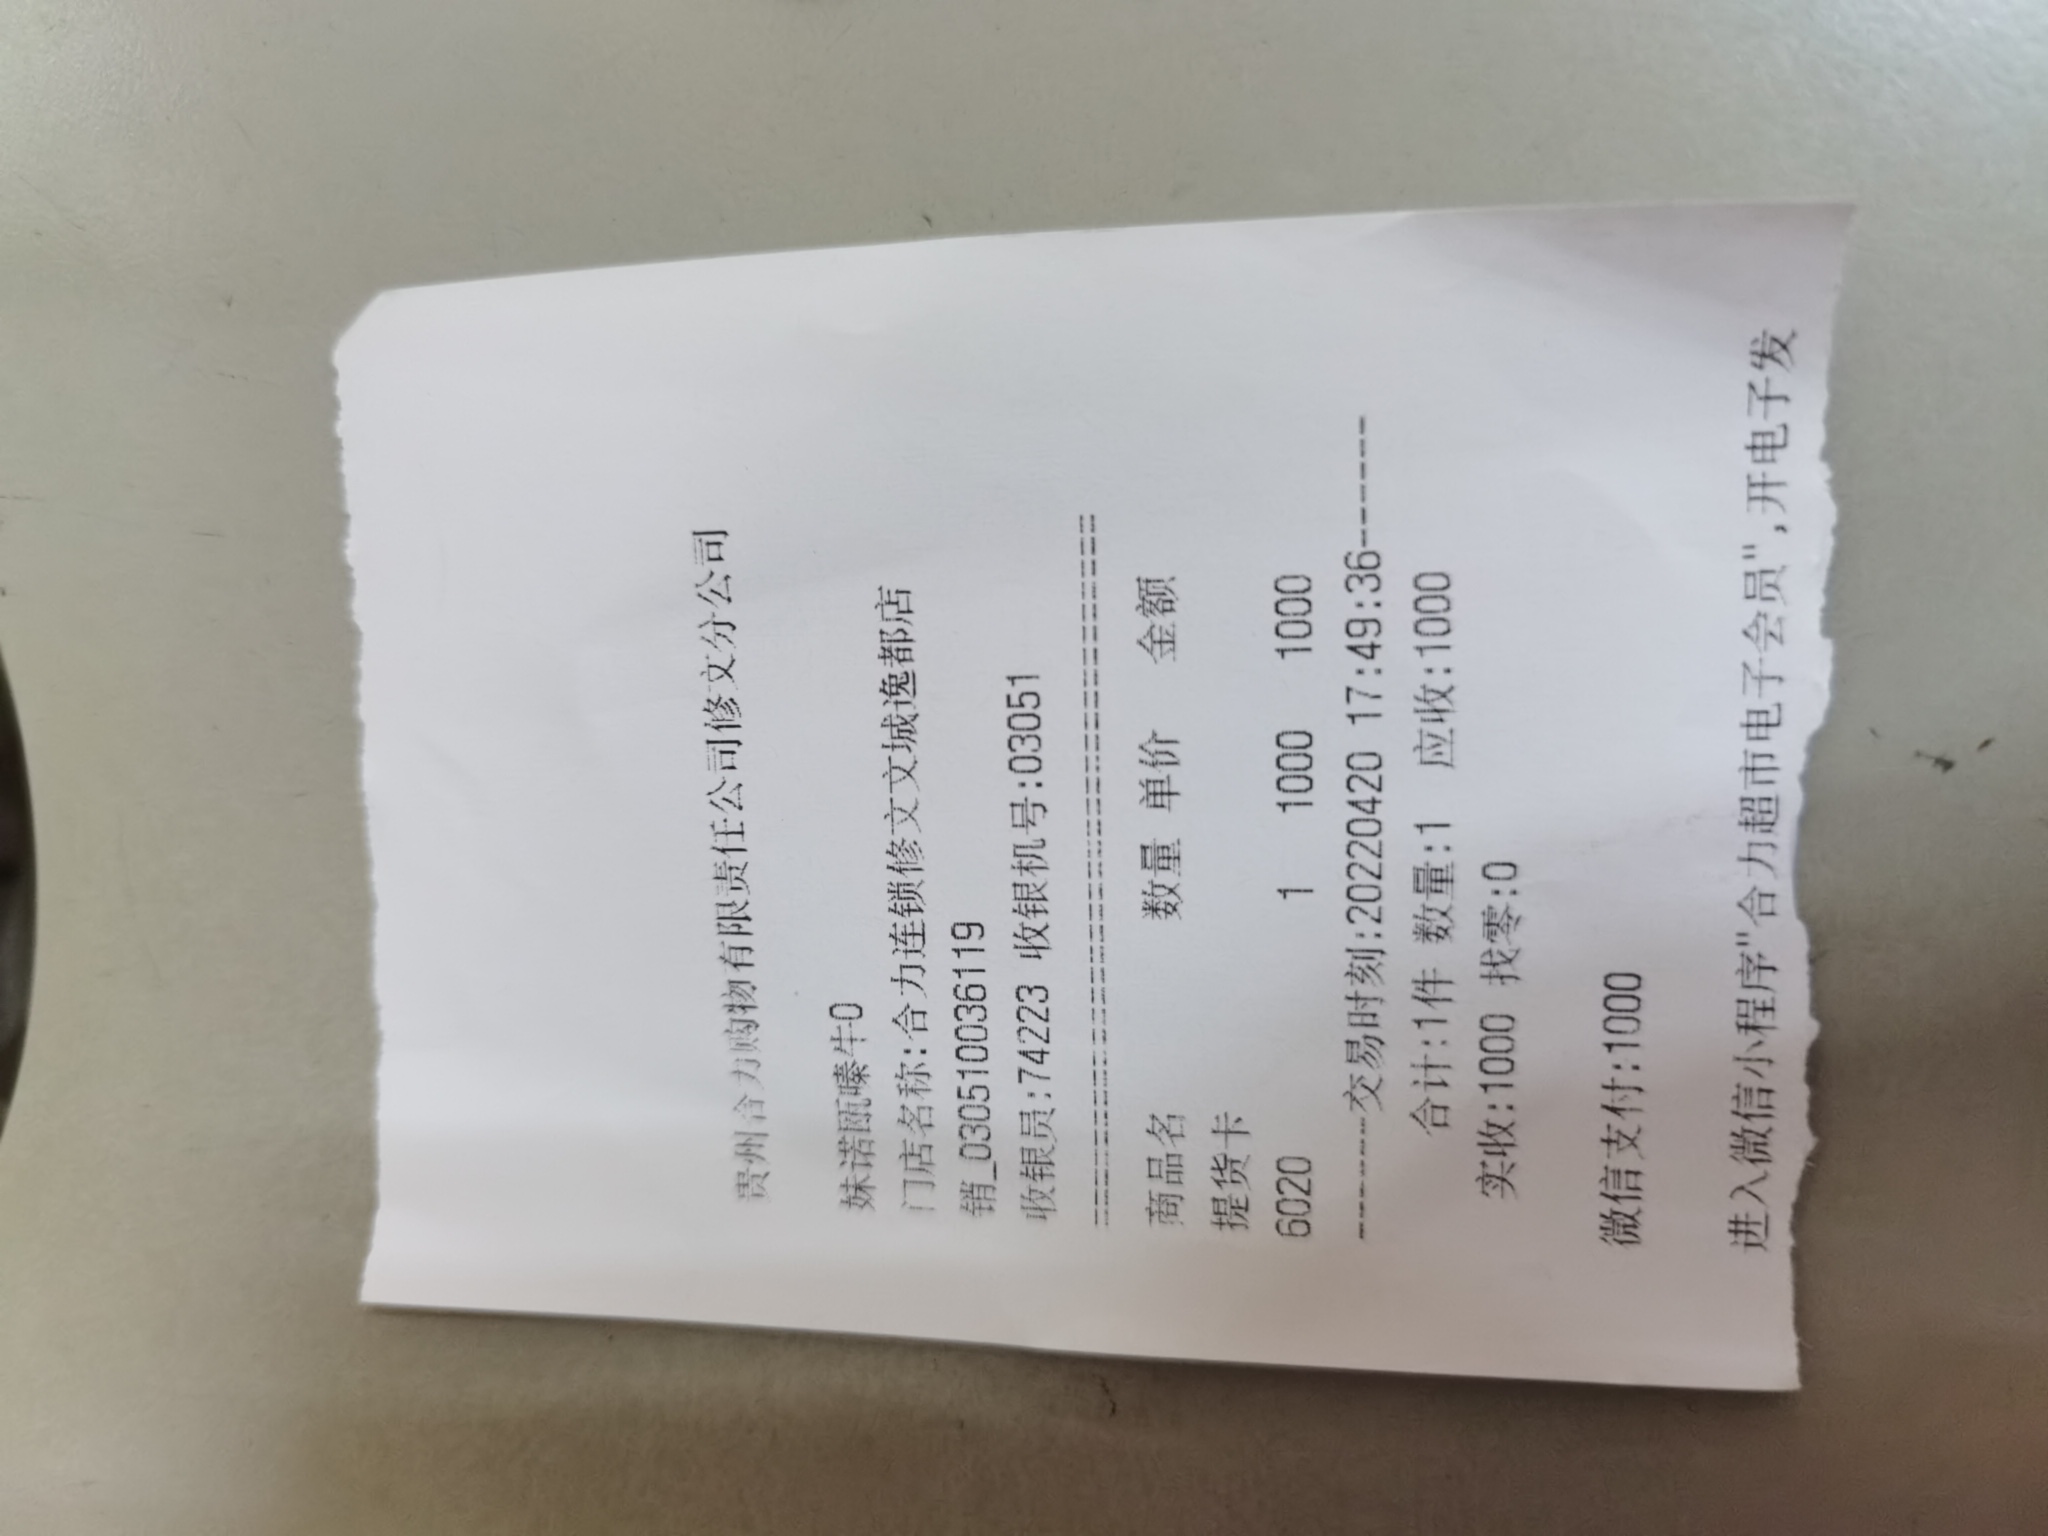 贵州合力购物有限责任公司修文分公司
妹诺瓯嗪牛0
门店名称:合力连锁修文文城逸都店
销_0305100036119
收银员:74223 收银机号:03051
商品名 数量 单价 金额
提货卡
6020 1 1000 1000
-------交易时刻:20220420 17:49:36-------
合计:1件 数量:1 应收:1000
实收:1000 找零:0
微信支付:1000
进入微信小程序"合力超市电子会员",开电子发